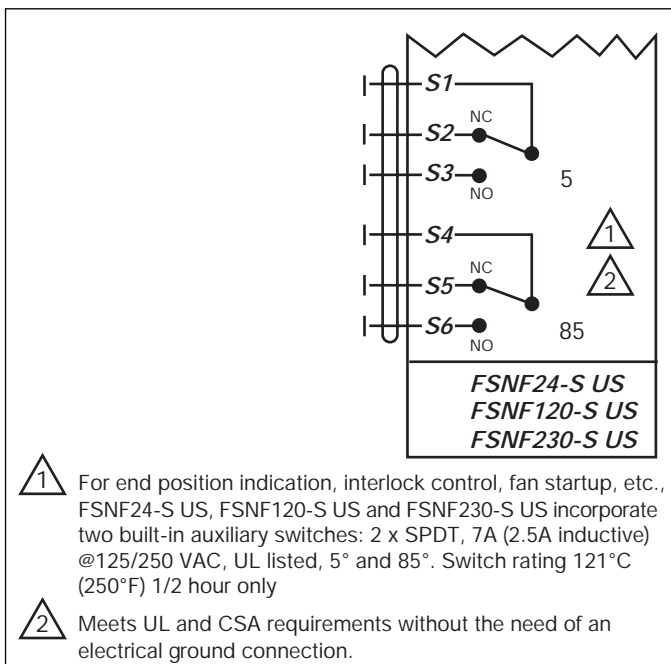 S1
NC
S2
S3
5
NO
S4
1
NC
2
S5
S6
85
NO
FSNF24-S US
FSNF120-S US
FSNF230-S US
1 For end position indication, interlock control, fan startup, etc.,
FSNF24-S US, FSNF120-S US and FSNF230-S US incorporate
two built-in auxiliary switches: 2 x SPDT, 7A (2.5A inductive)
@125/250 VAC, UL listed, 5° and 85°. Switch rating 121°C
(250°F) 1/2 hour only
2 Meets UL and CSA requirements without the need of an
electrical ground connection.